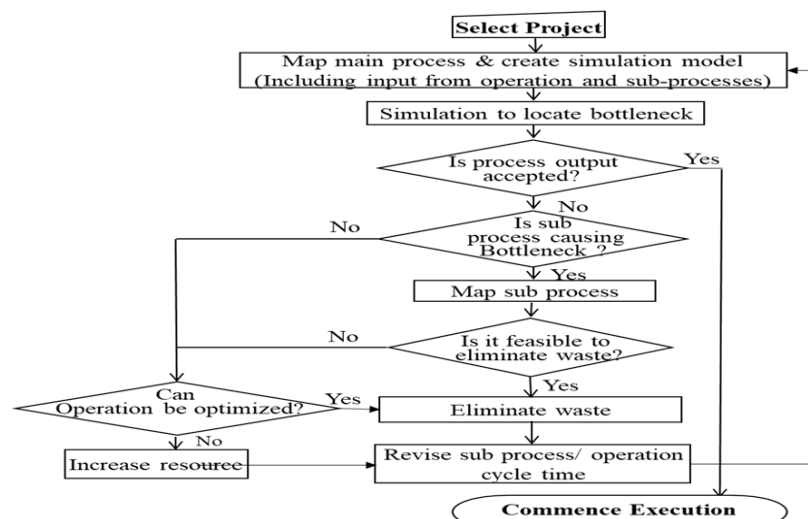 Select Project
Map main process & create simulation model
(Including input from operation and sub-processes)
Simulation to locate bottleneck
Is process output
accepted?
Yes
No
Is sub
process causing
Bottleneck ?
No
Yes
Map sub process
Is it feasible to
eliminate waste?
No
Yes
Can
Operation be optimized?
Yes
Eliminate waste
No
Increase resource
Revise sub process/ operation
cycle time
Commence Execution